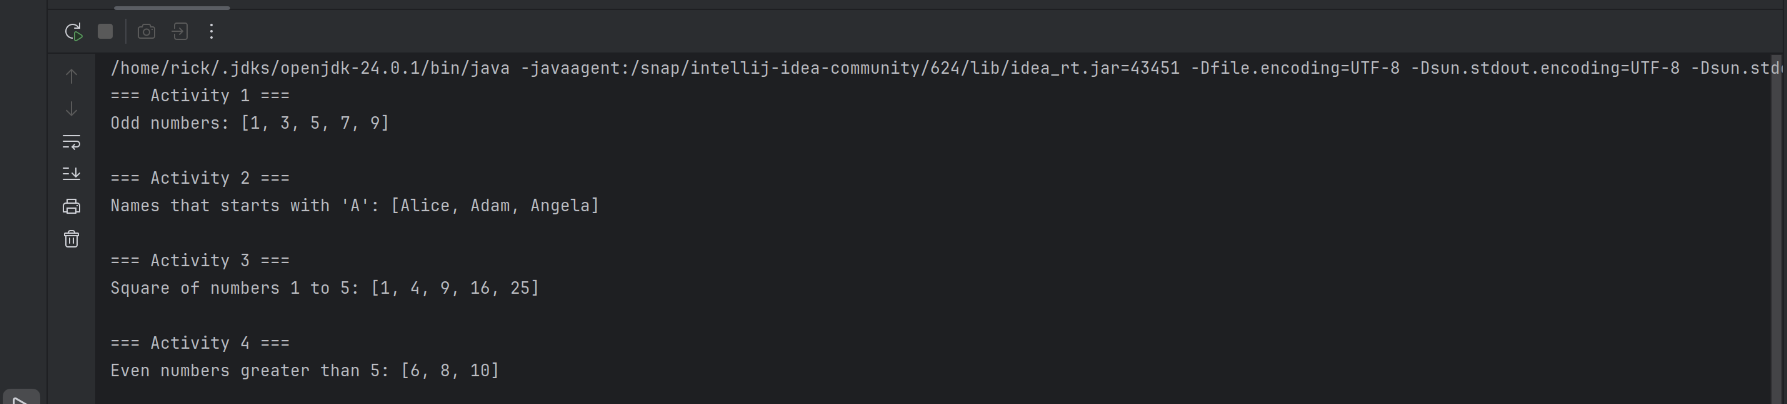 /home/rick/.jdks/openjdk-24.0.1/bin/java -javaagent:/snap/intellij-idea-community/624/lib/idea_rt.jar=43451 -Dfile.encoding=UTF-8 -Dsun.stdout.encoding=UTF-8
=== Activity 1 ===
Odd numbers: [1, 3, 5, 7, 9]
=== Activity 2 ===
Names that starts with 'A': [Alice, Adam, Angela]
=== Activity 3 ===
Square of numbers 1 to 5: [1, 4, 9, 16, 25]
=== Activity 4 ===
Even numbers greater than 5: [6, 8, 10]